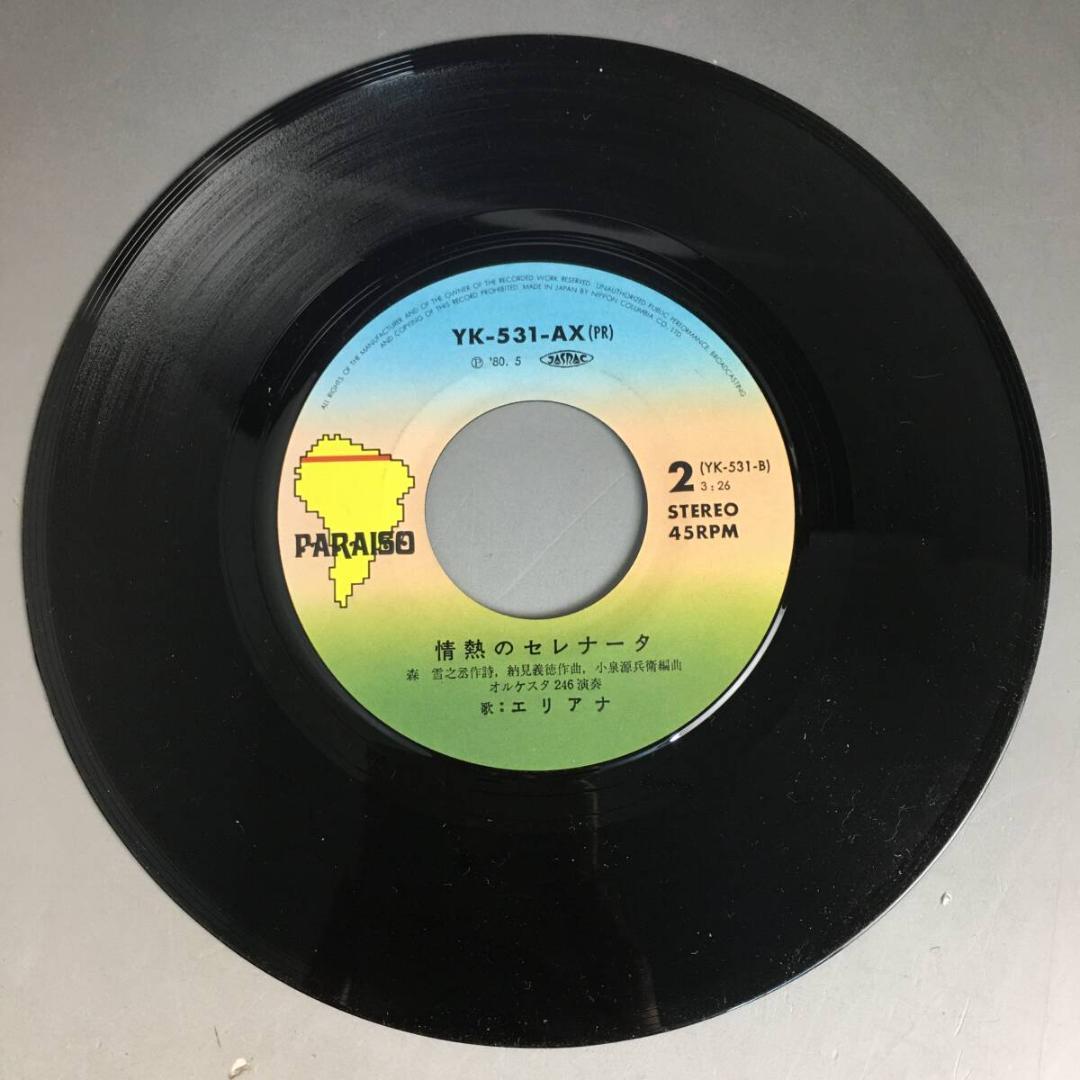 ALL RIGHTS OF THE MANUFACTURER AND OF THE OWNER OF THE RECORDED WORK RESERVED. UNAUTHORIZED PUBLIC PERFORMANCE, BROADCASTING
AND COPYING OF THIS RECORD PROHIBITED. MADE IN JAPAN BY NIPPON COLUMBIA CO., LTD.
YK-531-AX(PR)
Ⓟ '80. 5 JASRAC
2 (YK-531-B)
3:26
STEREO
45RPM
PARAISO
情熱のセレナータ
森 雪之丞作詩, 納見義徳作曲, 小泉源兵衛編曲
オルケスタ246演奏
歌:エリアナ